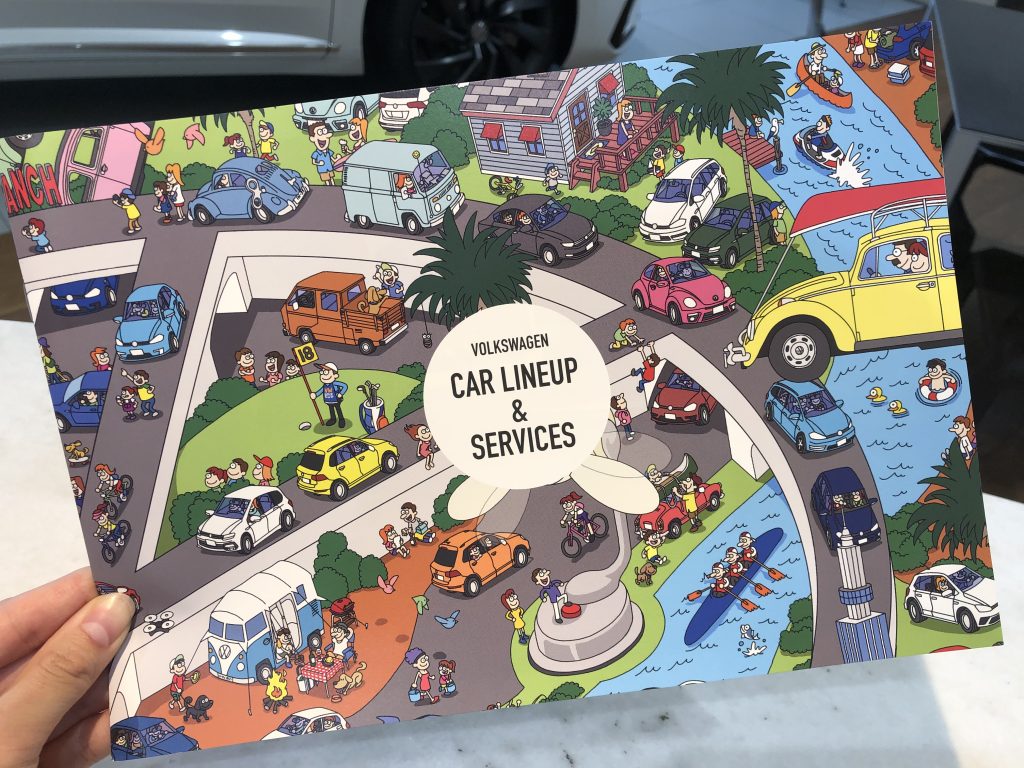 ANCH
18
VOLKSWAGEN
CAR LINEUP
&
SERVICES